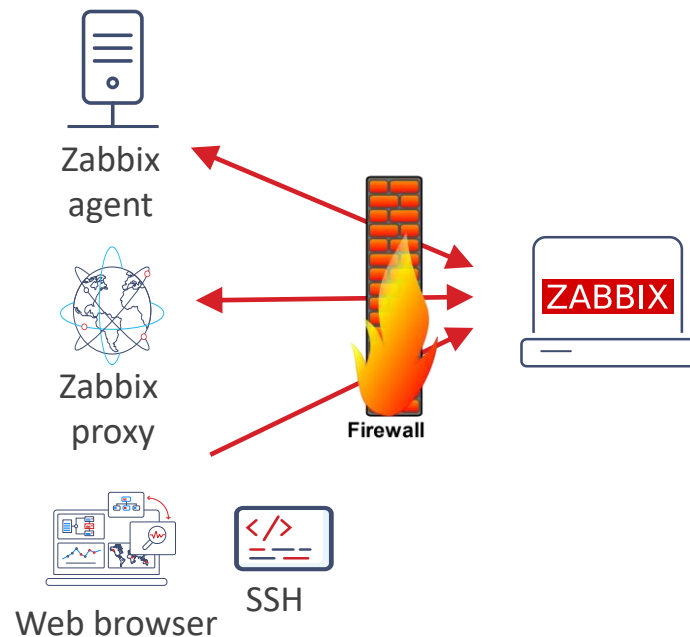 Zabbix
agent
ZABBIX
Zabbix
proxy
Firewall
</>
SSH
Web browser